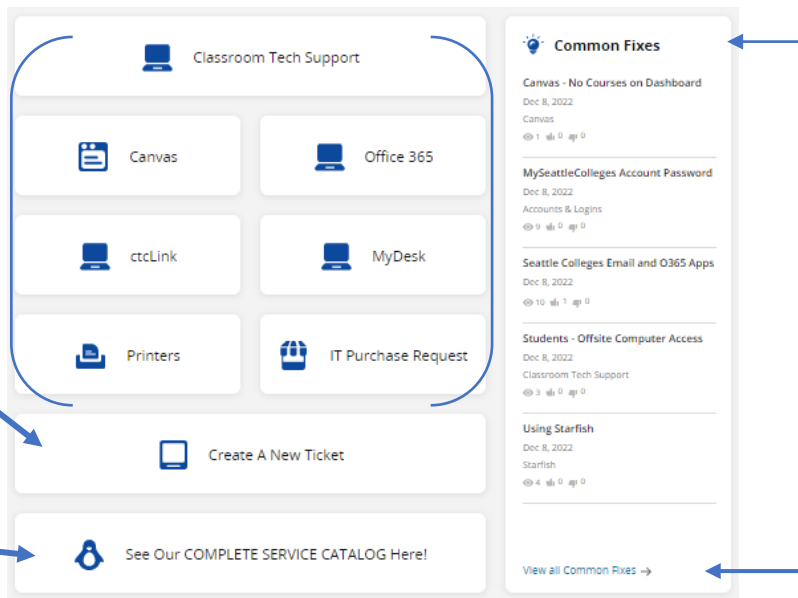 Classroom Tech Support
Canvas
Office 365
ctcLink
MyDesk
Printers
IT Purchase Request
Create A New Ticket
See Our COMPLETE SERVICE CATALOG Here!
Common Fixes
Canvas - No Courses on Dashboard
Dec 8, 2022
Canvas
1 0 0
MySeattleColleges Account Password
Dec 8, 2022
Accounts & Logins
9 0 0
Seattle Colleges Email and O365 Apps
Dec 8, 2022
10 1 0
Students - Offsite Computer Access
Dec 8, 2022
Classroom Tech Support
3 0 0
Using Starfish
Dec 8, 2022
Starfish
4 0 0
View all Common Fixes →